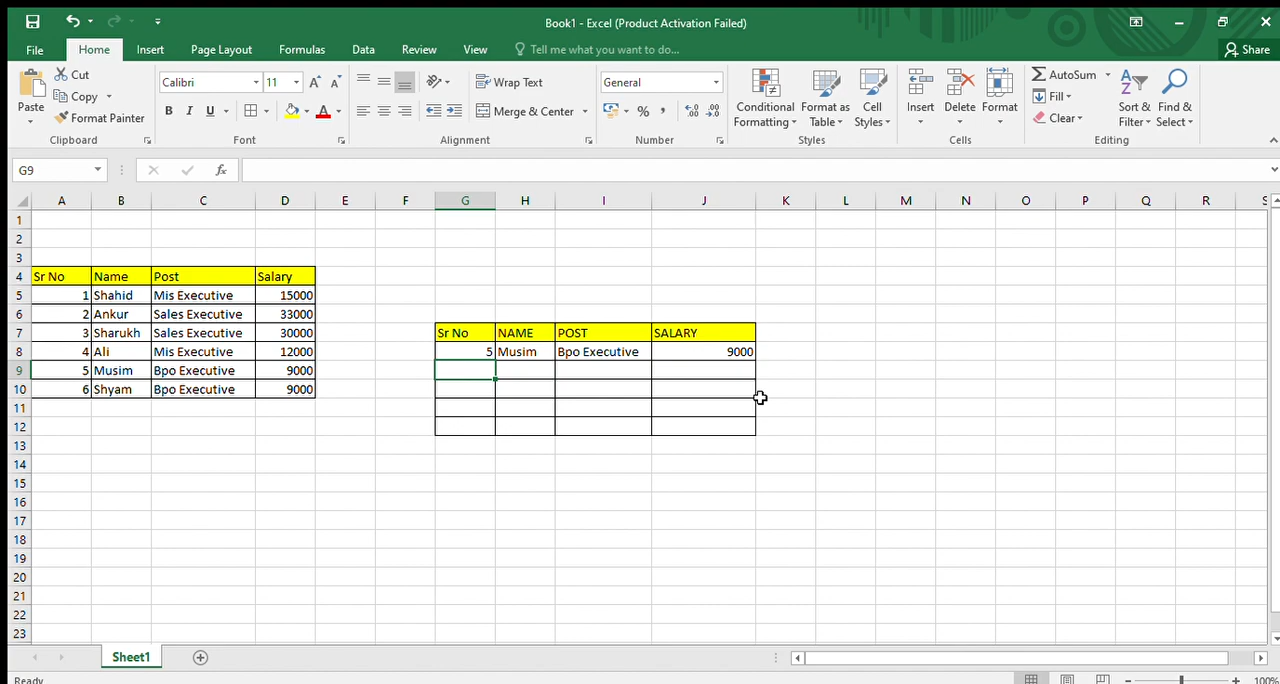 Book1 - Excel (Product Activation Failed)
File Home Insert Page Layout Formulas Data Review View Tell me what you want to do... Share
Paste Cut Copy Format Painter Clipboard
Calibri 11 A A B I U A Font
Wrap Text Merge & Center Alignment
General % , .0 .00 .00 .0 Number
Conditional Formatting Format as Table Cell Styles Styles
Insert Delete Format Cells
AutoSum Fill Clear Sort & Filter Find & Select Editing
G9 fx
A B C D E F G H I J K L M N O P Q R S
1
2
3
4 Sr No Name Post Salary
5 1 Shahid Mis Executive 15000
6 2 Ankur Sales Executive 33000
7 3 Sharukh Sales Executive 30000 Sr No NAME POST SALARY
8 4 Ali Mis Executive 12000 5 Musim Bpo Executive 9000
9 5 Musim Bpo Executive 9000
10 6 Shyam Bpo Executive 9000
11
12
13
14
15
16
17
18
19
20
21
22
23
Sheet1
Ready 100%